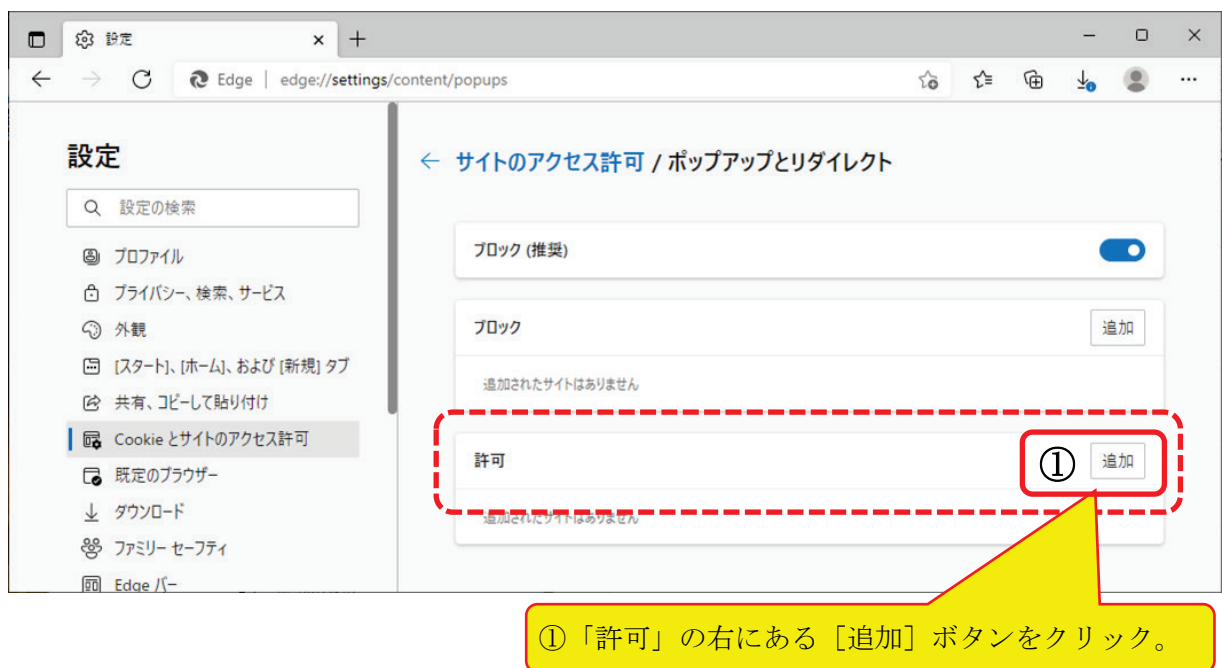 設定
Edge | edge://settings/content/popups
設定
設定の検索
プロファイル
プライバシー、検索、サービス
外観
[スタート]、[ホーム]、および [新規] タブ
共有、コピーして貼り付け
Cookie とサイトのアクセス許可
既定のブラウザー
ダウンロード
ファミリー セーフティ
Edge バー
サイトのアクセス許可 / ポップアップとリダイレクト
ブロック (推奨)
ブロック
追加
追加されたサイトはありません
許可
① 追加
追加されたサイトはありません
①「許可」の右にある［追加］ボタンをクリック。